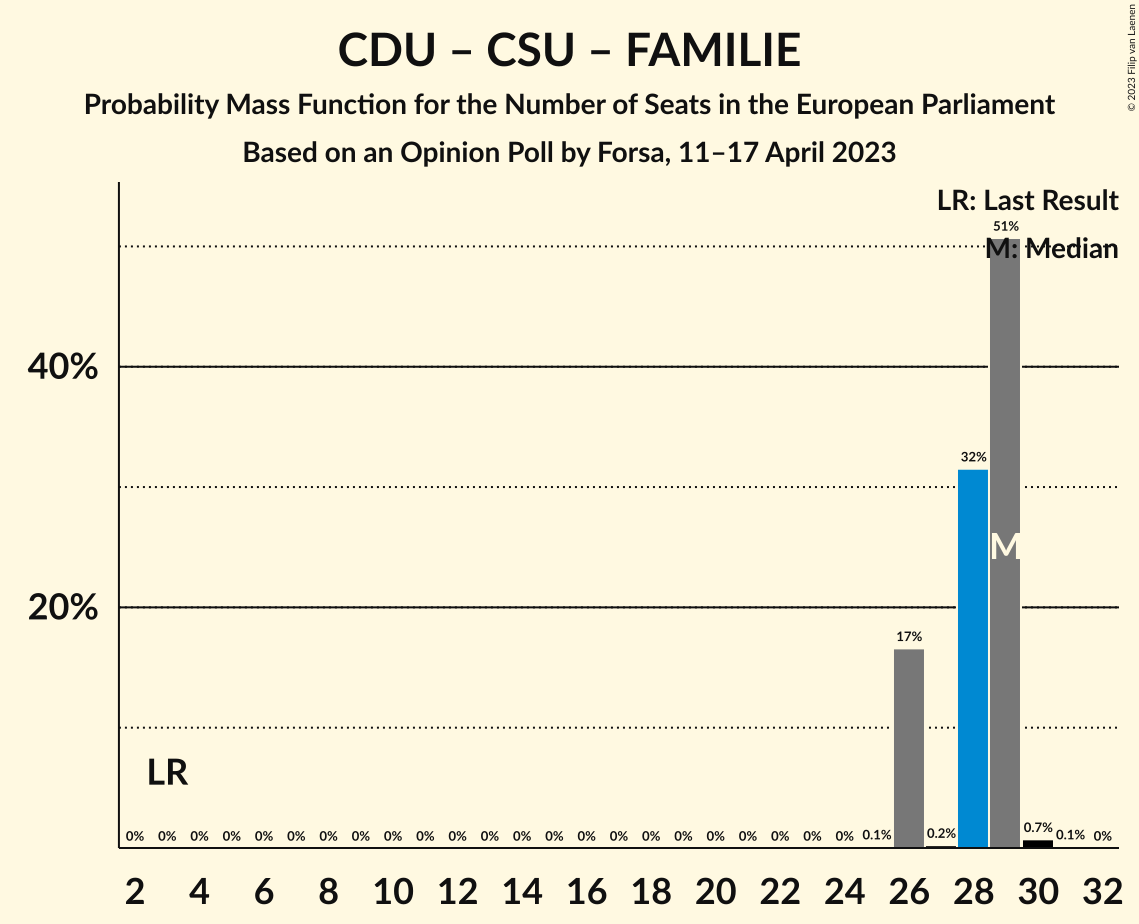 © 2023 Filip van Laenen
CDU – CSU – FAMILIE
Probability Mass Function for the Number of Seats in the European Parliament
Based on an Opinion Poll by Forsa, 11–17 April 2023
LR: Last Result
M: Median
51%
40%
32%
M
20%
17%
LR
0% 0% 0% 0% 0% 0% 0% 0% 0% 0% 0% 0% 0% 0% 0% 0% 0% 0% 0% 0% 0% 0% 0% 0.1% 0.2% 0.7% 0.1% 0%
2 4 6 8 10 12 14 16 18 20 22 24 26 28 30 32